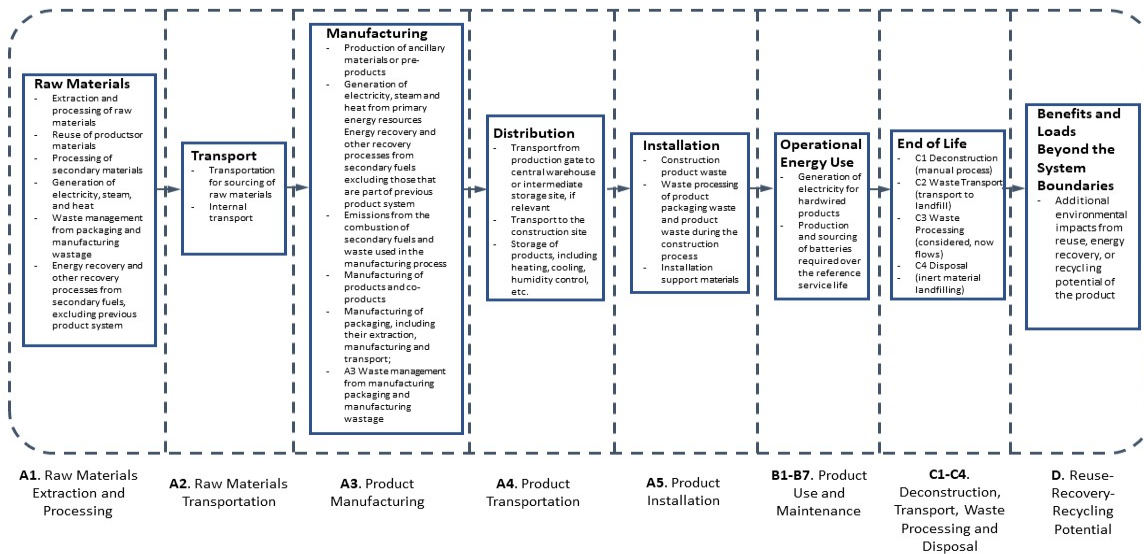 Raw Materials
- Extraction and
processing of raw
materials
- Reuse of productsor
materials
- Processing of
secondary materials
- Generation of
electricity, steam,
and heat
- Waste management
from packaging and
manufacturing
wastage
- Energy recovery and
other recovery
processes from
secondary fuels,
excluding previous
product system
Transport
- Transportation
for sourcing of
raw materials
- Internal
transport
Manufacturing
- Production of ancillary
materials or pre-
products
- Generation of
electricity, steam and
heat from primary
energy resources
Energy recovery and
other recovery
processes from
secondary fuels
excluding those that
are part of previous
product system
- Emissions from the
combustion of
secondary fuels and
waste used in the
manufacturing process
- Manufacturing of
products and co-
products
- Manufacturing of
packaging, including
their extraction,
manufacturing and
transport;
- A3 Waste management
from manufacturing
packaging and
manufacturing
wastage
Distribution
- Transport from
production gate to
central warehouse
or intermediate
storage site, if
relevant
- Transport to the
construction site
- Storage of
products, including
heating, cooling,
humidity control,
etc.
Installation
- Construction
product waste
- Waste processing
of product
packaging waste
and product
waste during the
construction
process
- Installation
support materials
Operational
Energy Use
- Generation of
electricity for
hardwired
products
- Production
and sourcing
of batteries
required over
the reference
service life
End of Life
- C1 Deconstruction
(manual process)
- C2 Waste Transport
(transport to
landfill)
- C3 Waste
Processing
(considered, now
flows)
- C4 Disposal
- (inert material
landfilling)
Benefits and
Loads
Beyond the
System
Boundaries
- Additional
environmental
impacts from
reuse, energy
recovery, or
recycling
potential of
the product
A1. Raw Materials
Extraction and
Processing
A2. Raw Materials
Transportation
A3. Product
Manufacturing
A4. Product
Transportation
A5. Product
Installation
B1-B7. Product
Use and
Maintenance
C1-C4.
Deconstruction,
Transport, Waste
Processing and
Disposal
D. Reuse-
Recovery-
Recycling
Potential